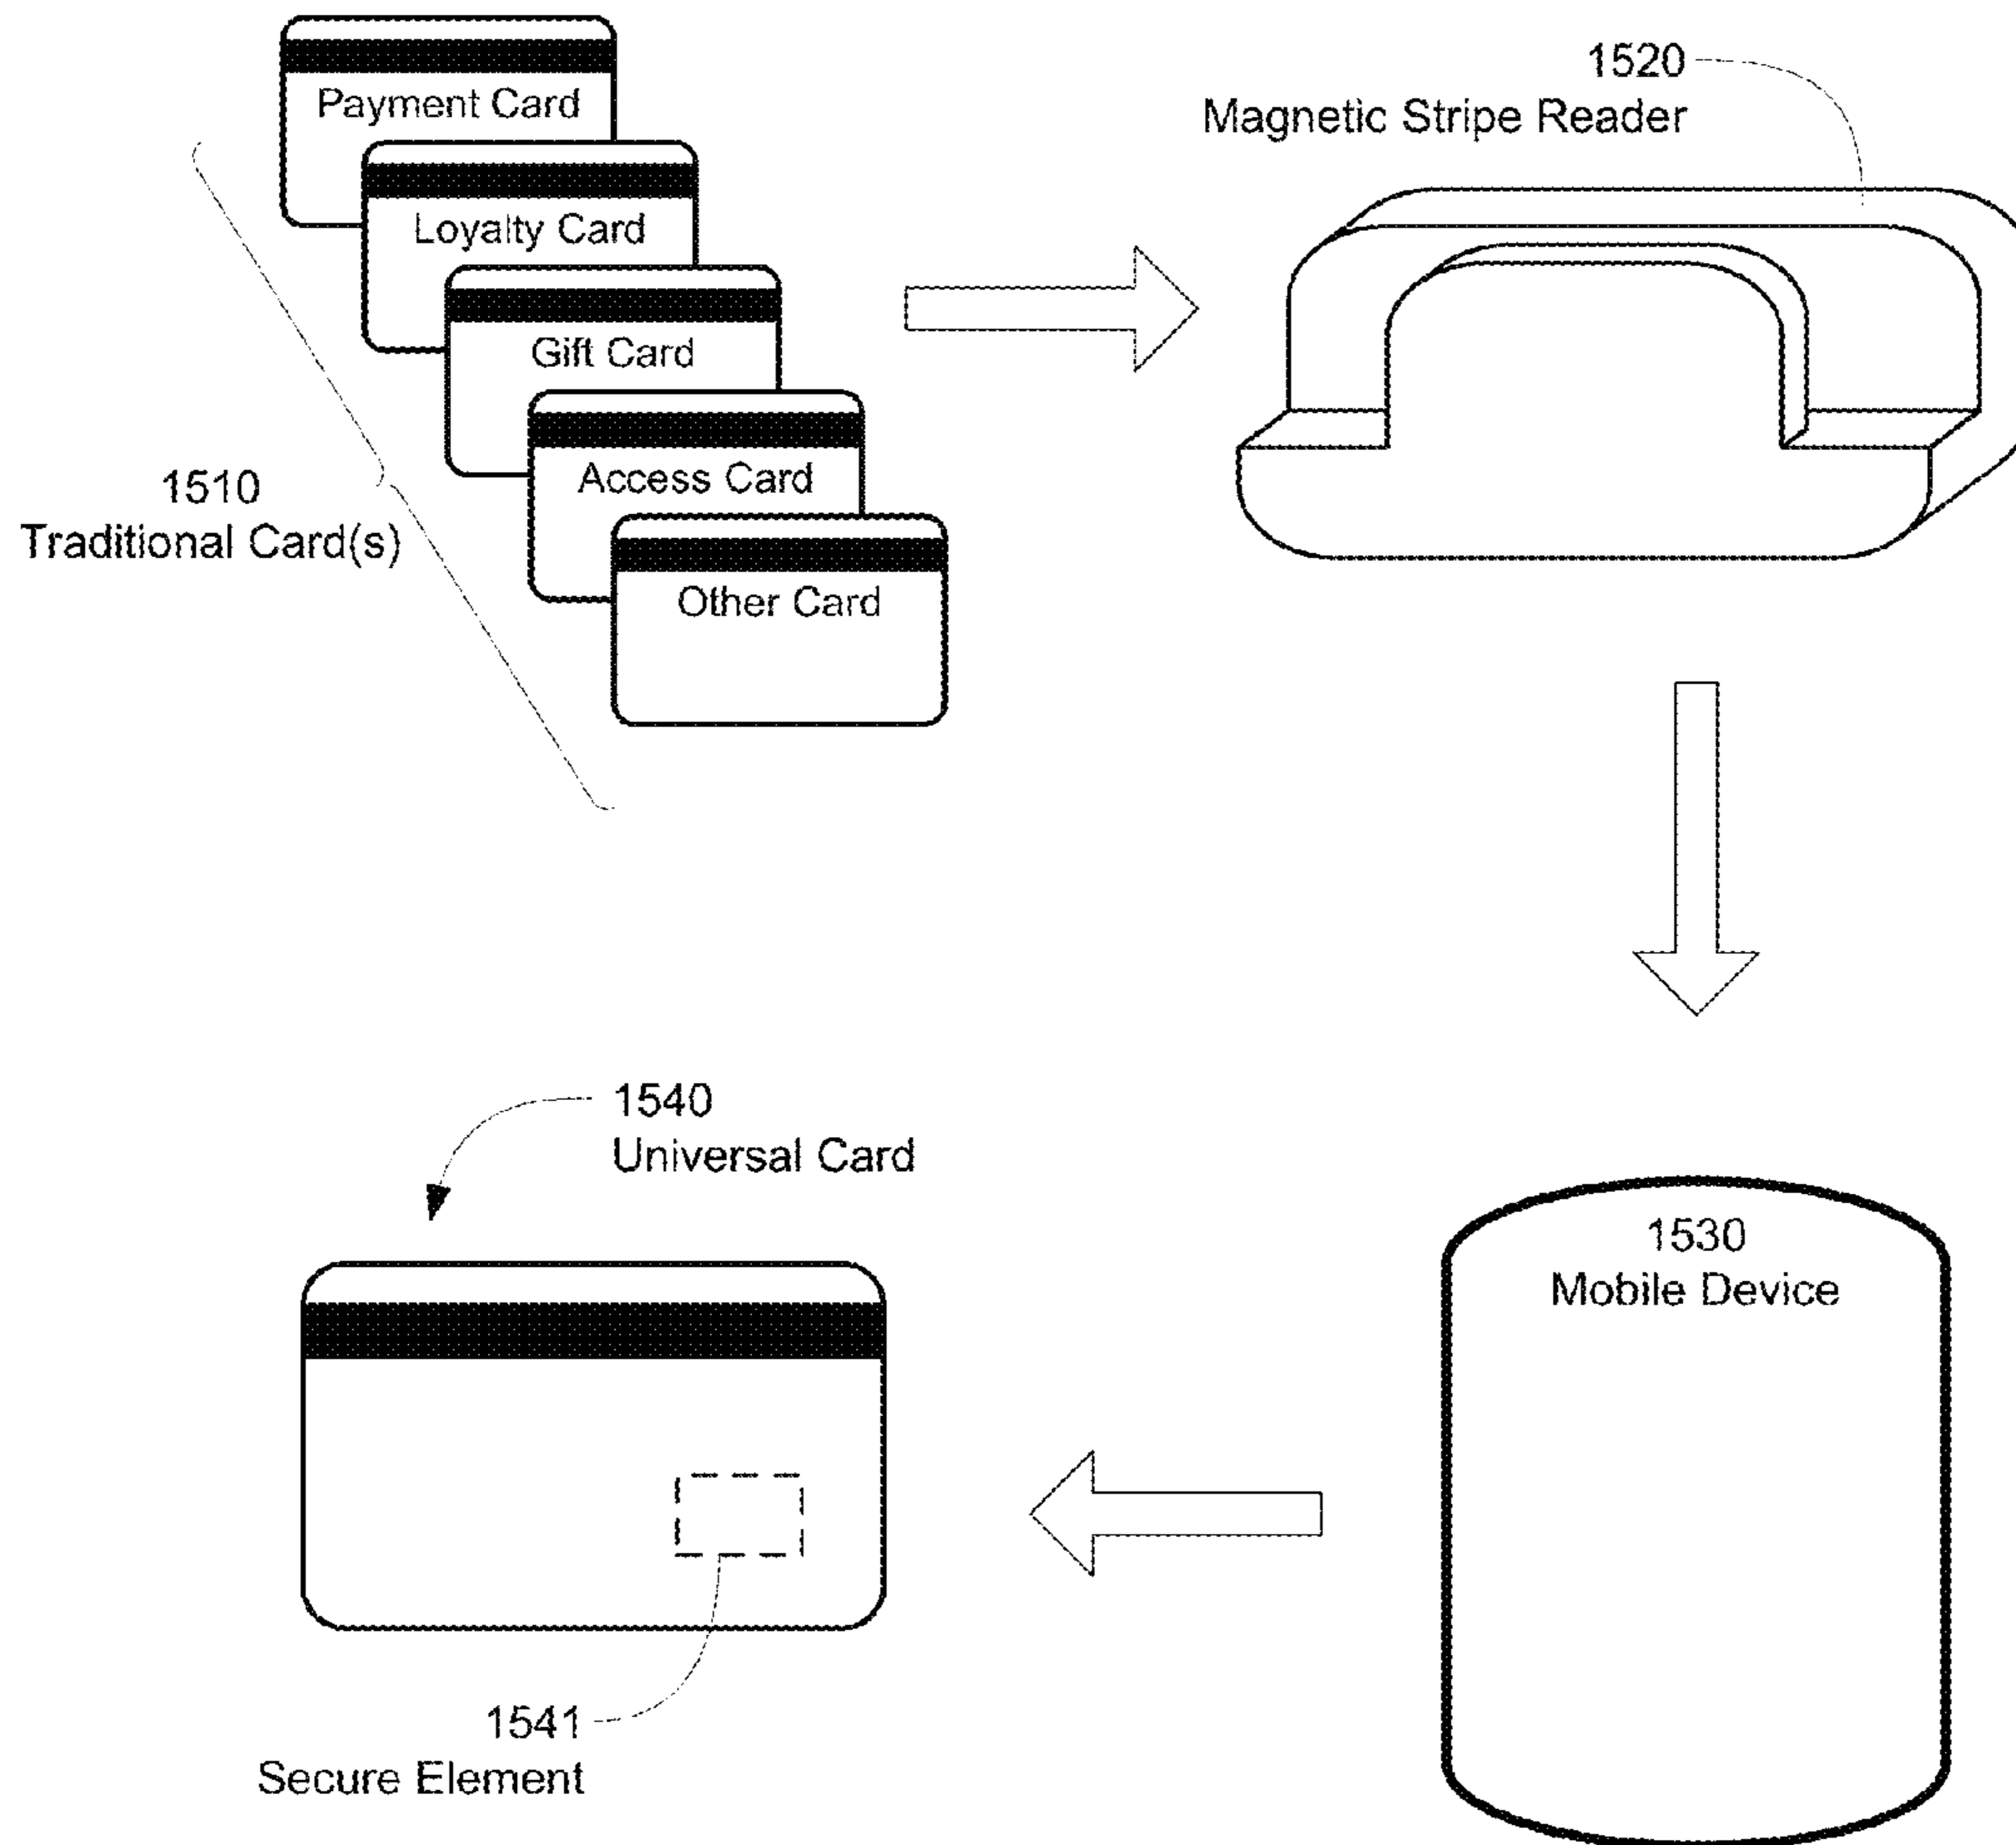 Payment Card
Loyalty Card
Gift Card
Access Card
Other Card
1510
Traditional Card(s)
1520
Magnetic Stripe Reader
1540
Universal Card
1530
Mobile Device
1541
Secure Element